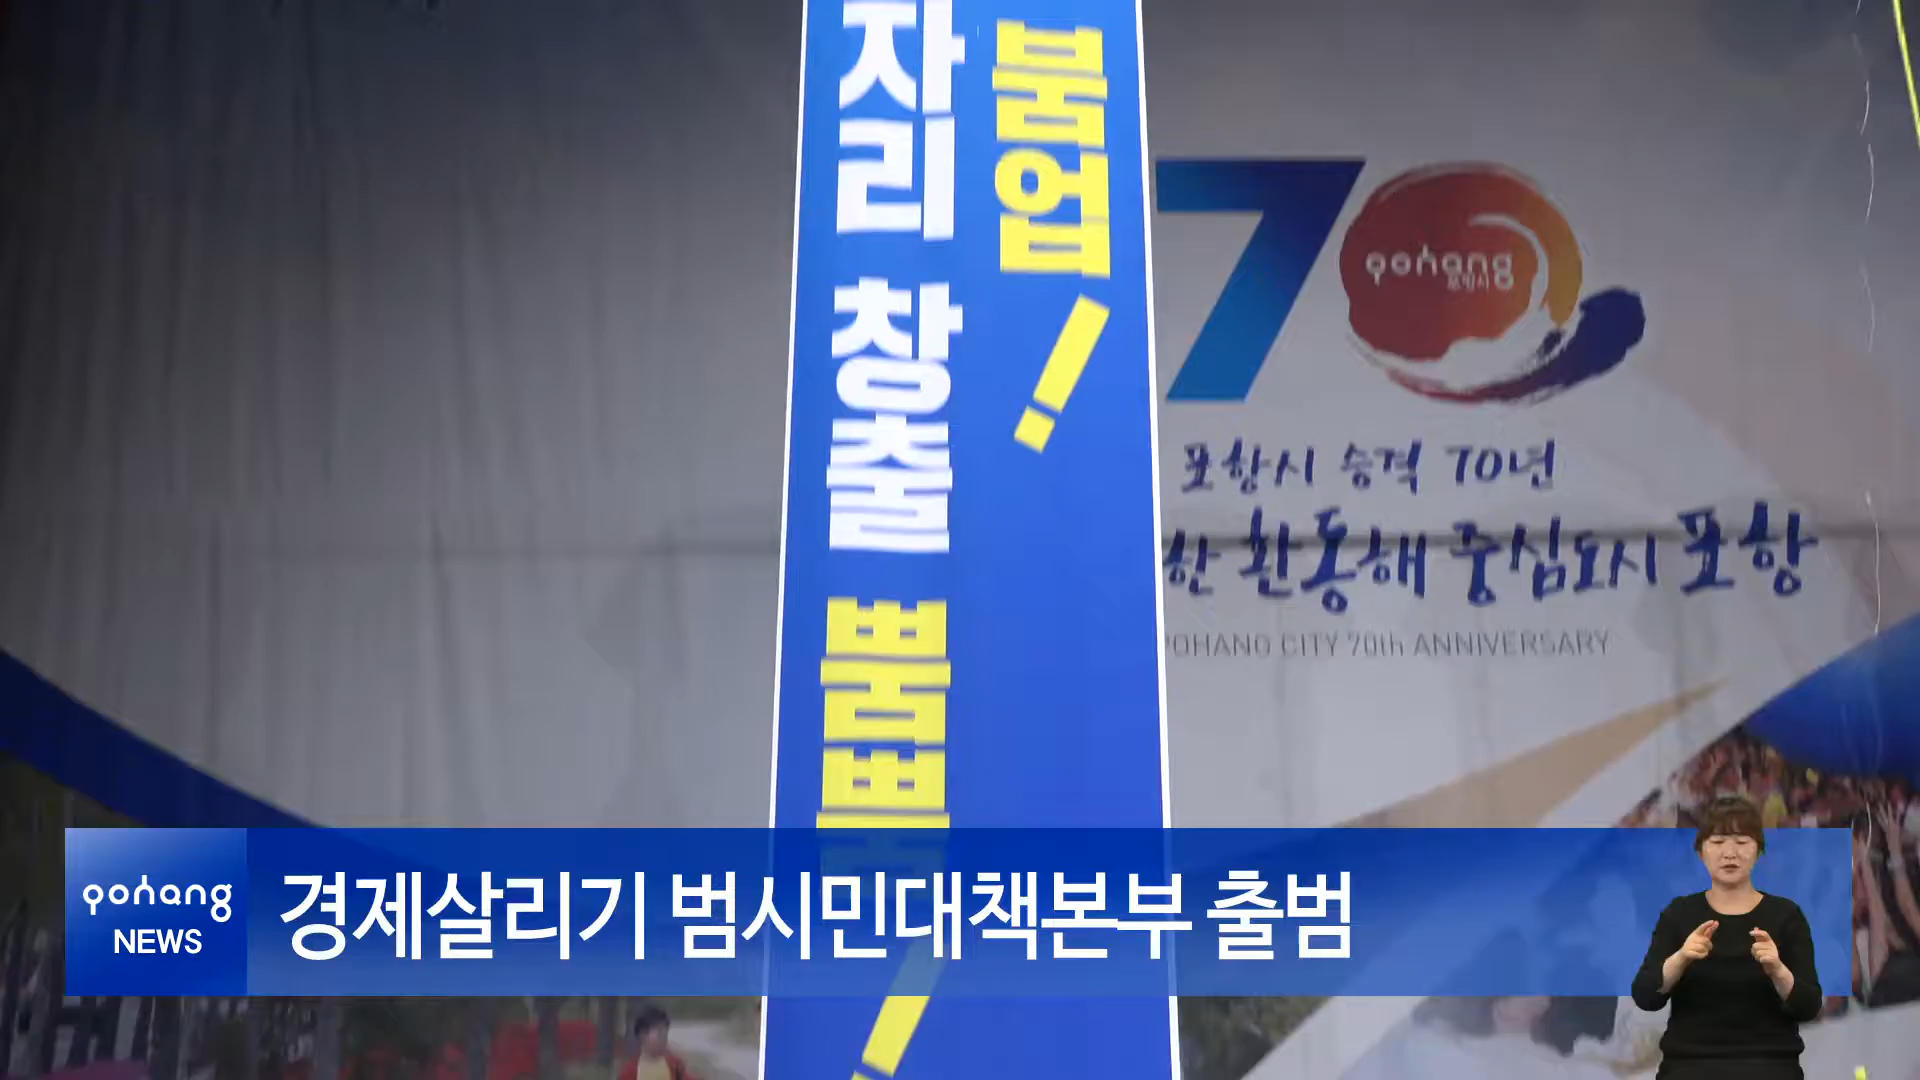 붐업!
자리 창출 뿜뿜!
70
pohang
포항시
포항시 승격 70년
환동해 중심도시 포항
POHANG CITY 70th ANNIVERSARY
pohang
NEWS
경제살리기 범시민대책본부 출범